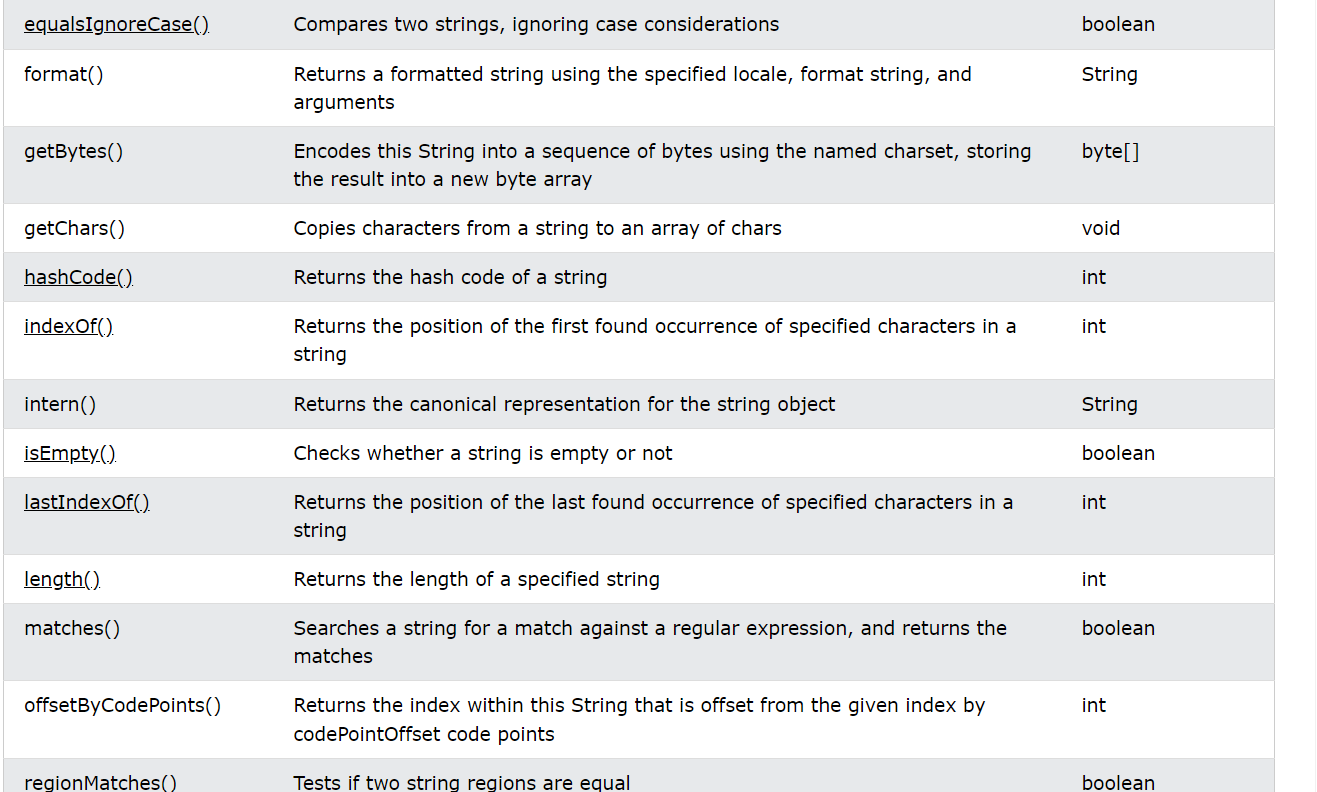 equalsIgnoreCase() Compares two strings, ignoring case considerations boolean
format() Returns a formatted string using the specified locale, format string, and String
arguments
getBytes() Encodes this String into a sequence of bytes using the named charset, storing byte[]
the result into a new byte array
getChars() Copies characters from a string to an array of chars void
hashCode() Returns the hash code of a string int
indexOf() Returns the position of the first found occurrence of specified characters in a int
string
intern() Returns the canonical representation for the string object String
isEmpty() Checks whether a string is empty or not boolean
lastIndexOf() Returns the position of the last found occurrence of specified characters in a int
string
length() Returns the length of a specified string int
matches() Searches a string for a match against a regular expression, and returns the boolean
matches
offsetByCodePoints() Returns the index within this String that is offset from the given index by int
codePointOffset code points
regionMatches() Tests if two string regions are equal boolean